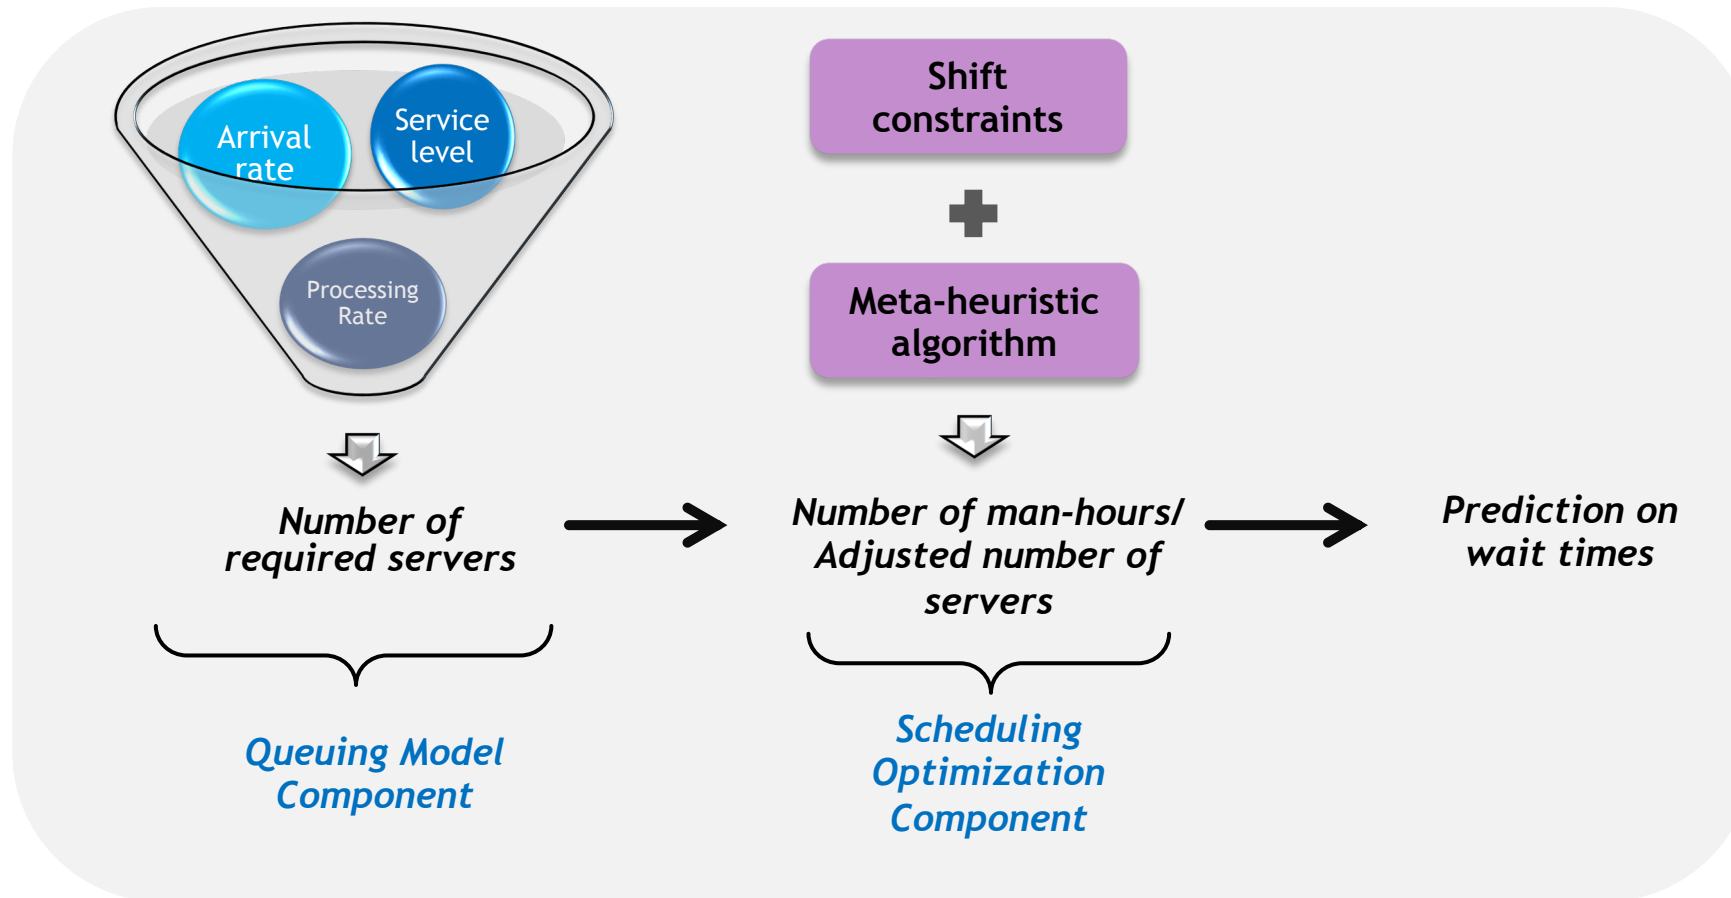 Arrival
rate
Service
level
Processing
Rate
Number of
required servers
Queuing Model
Component
Shift
constraints
Meta-heuristic
algorithm
Number of man-hours/
Adjusted number of
servers
Scheduling
Optimization
Component
Prediction on
wait times